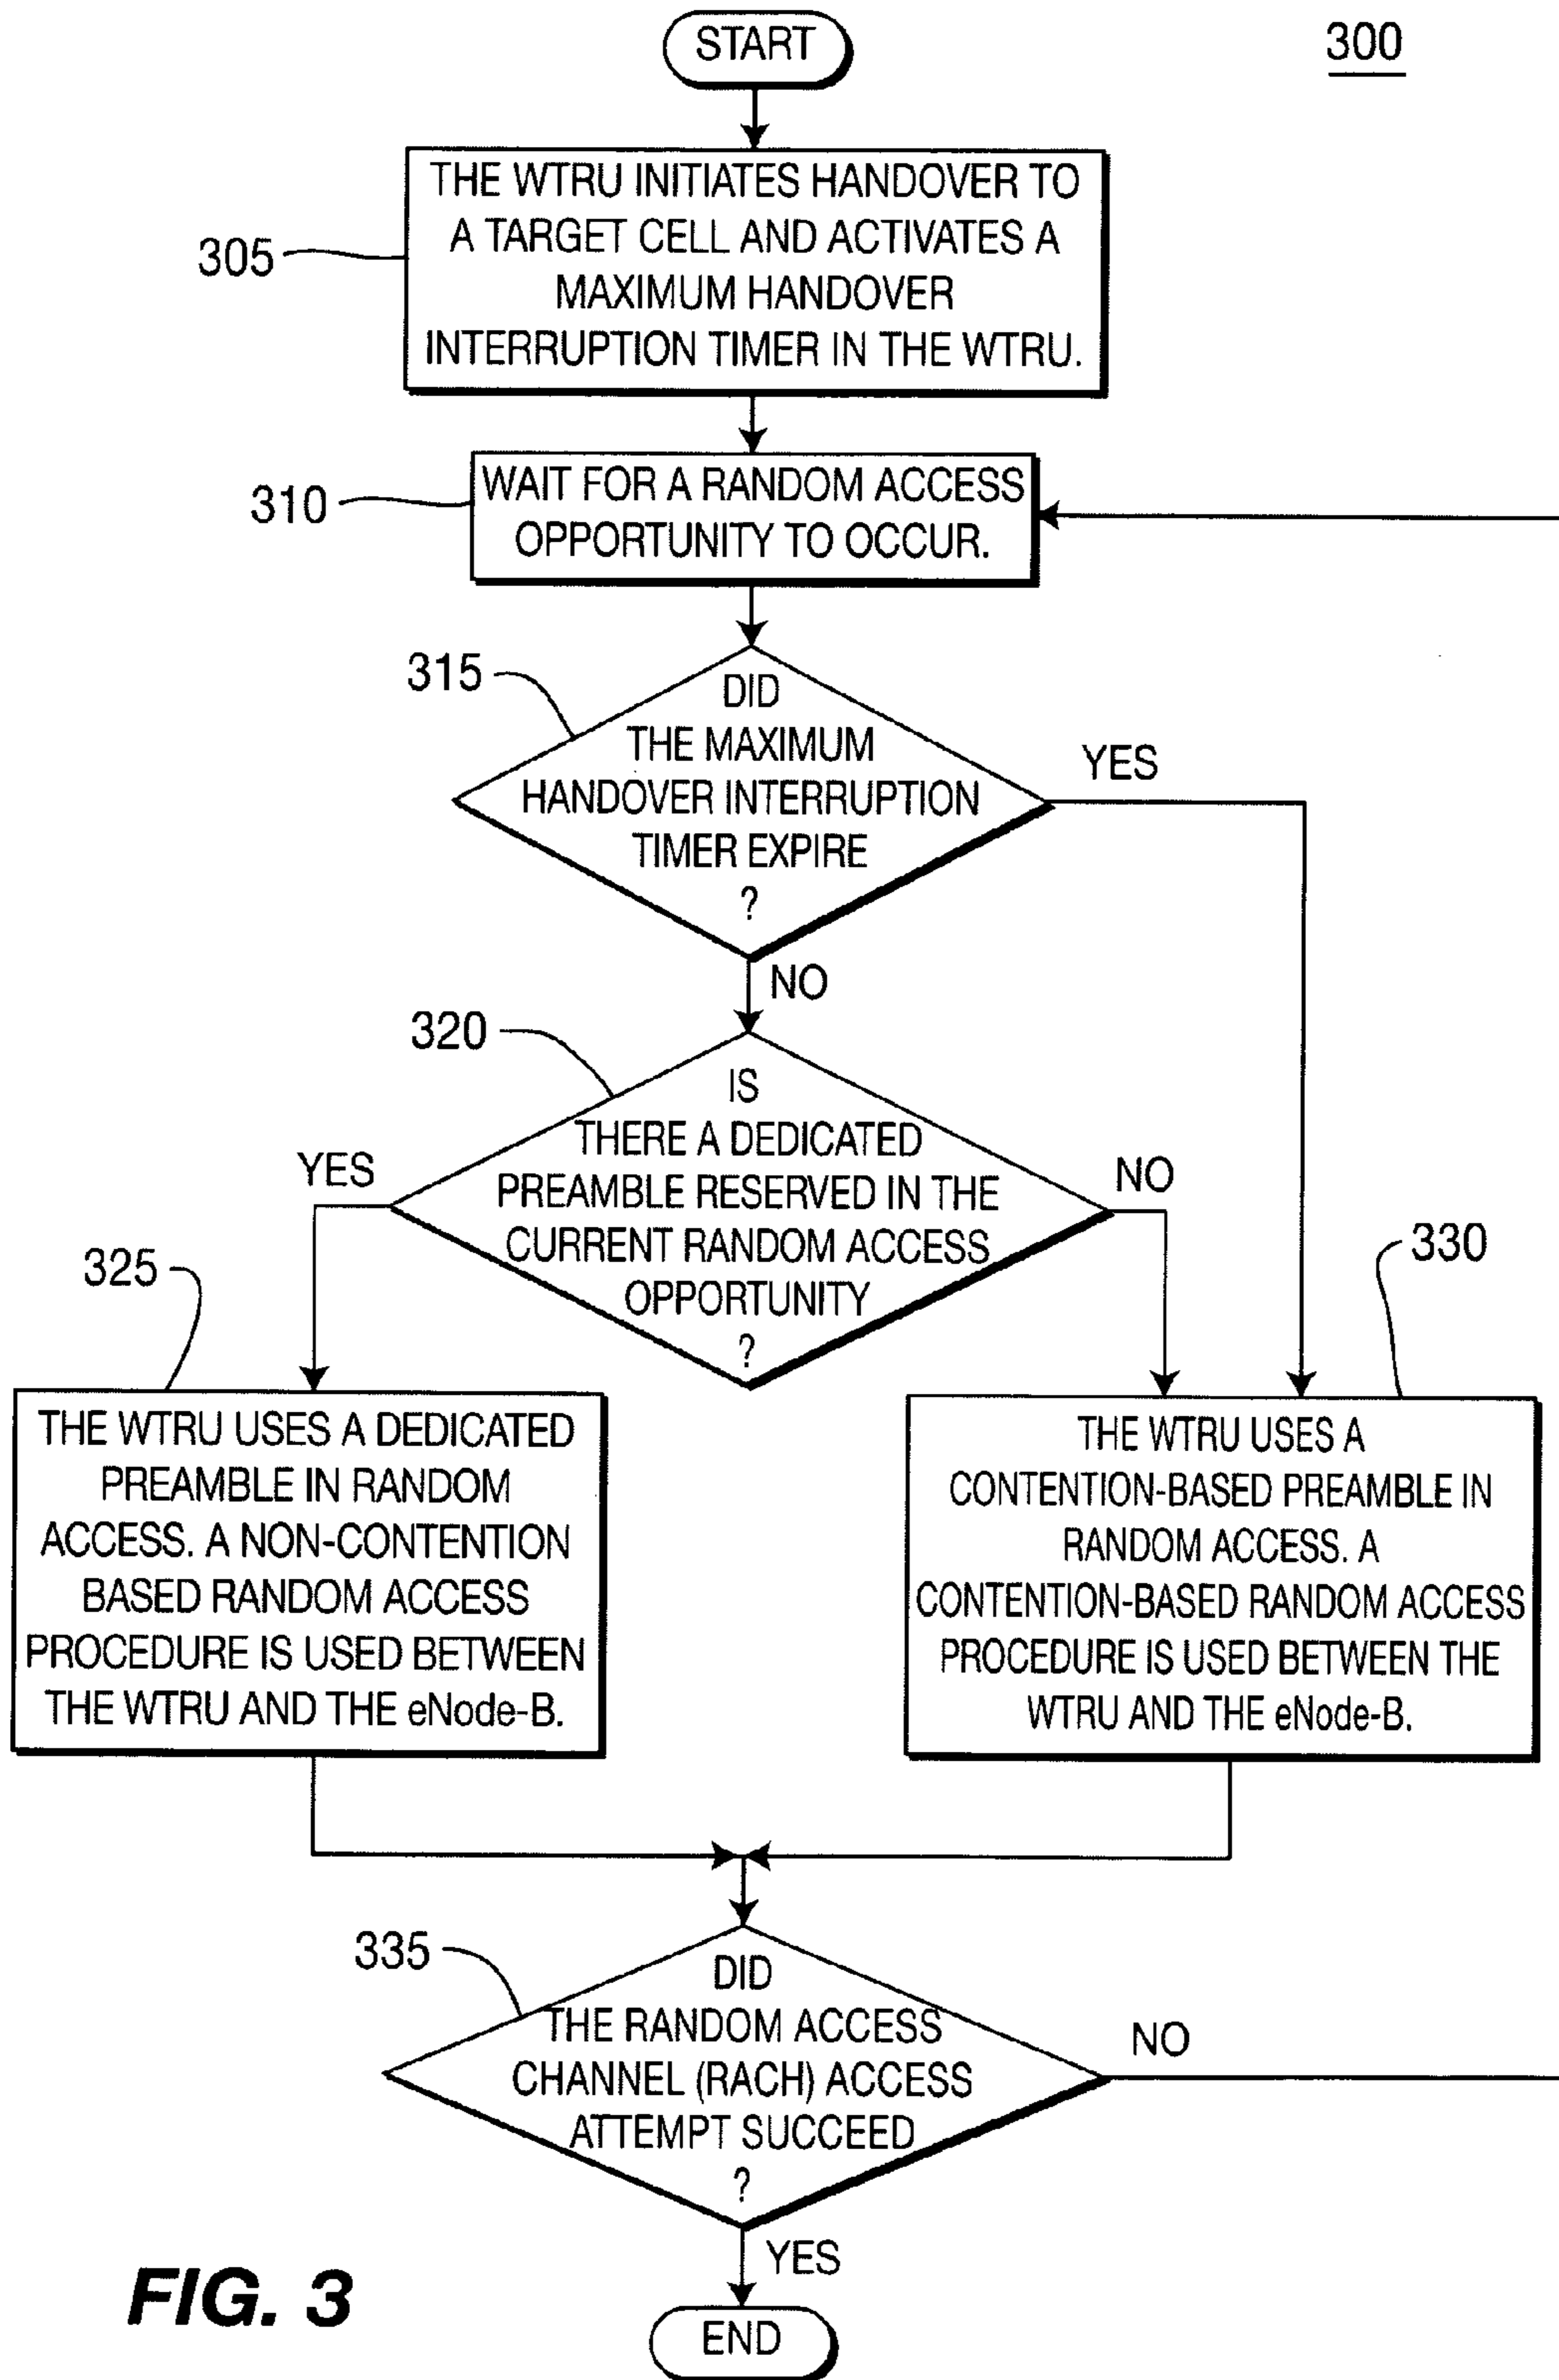 START
300
THE WTRU INITIATES HANDOVER TO
A TARGET CELL AND ACTIVATES A
MAXIMUM HANDOVER
INTERRUPTION TIMER IN THE WTRU.
305
WAIT FOR A RANDOM ACCESS
OPPORTUNITY TO OCCUR.
310
315
DID
THE MAXIMUM
HANDOVER INTERRUPTION
TIMER EXPIRE
?
YES
NO
320
IS
THERE A DEDICATED
PREAMBLE RESERVED IN THE
CURRENT RANDOM ACCESS
OPPORTUNITY
?
YES
NO
325
330
THE WTRU USES A DEDICATED
PREAMBLE IN RANDOM
ACCESS. A NON-CONTENTION
BASED RANDOM ACCESS
PROCEDURE IS USED BETWEEN
THE WTRU AND THE eNode-B.
THE WTRU USES A
CONTENTION-BASED PREAMBLE IN
RANDOM ACCESS. A
CONTENTION-BASED RANDOM ACCESS
PROCEDURE IS USED BETWEEN THE
WTRU AND THE eNode-B.
335
DID
THE RANDOM ACCESS
CHANNEL (RACH) ACCESS
ATTEMPT SUCCEED
?
NO
YES
END
FIG. 3